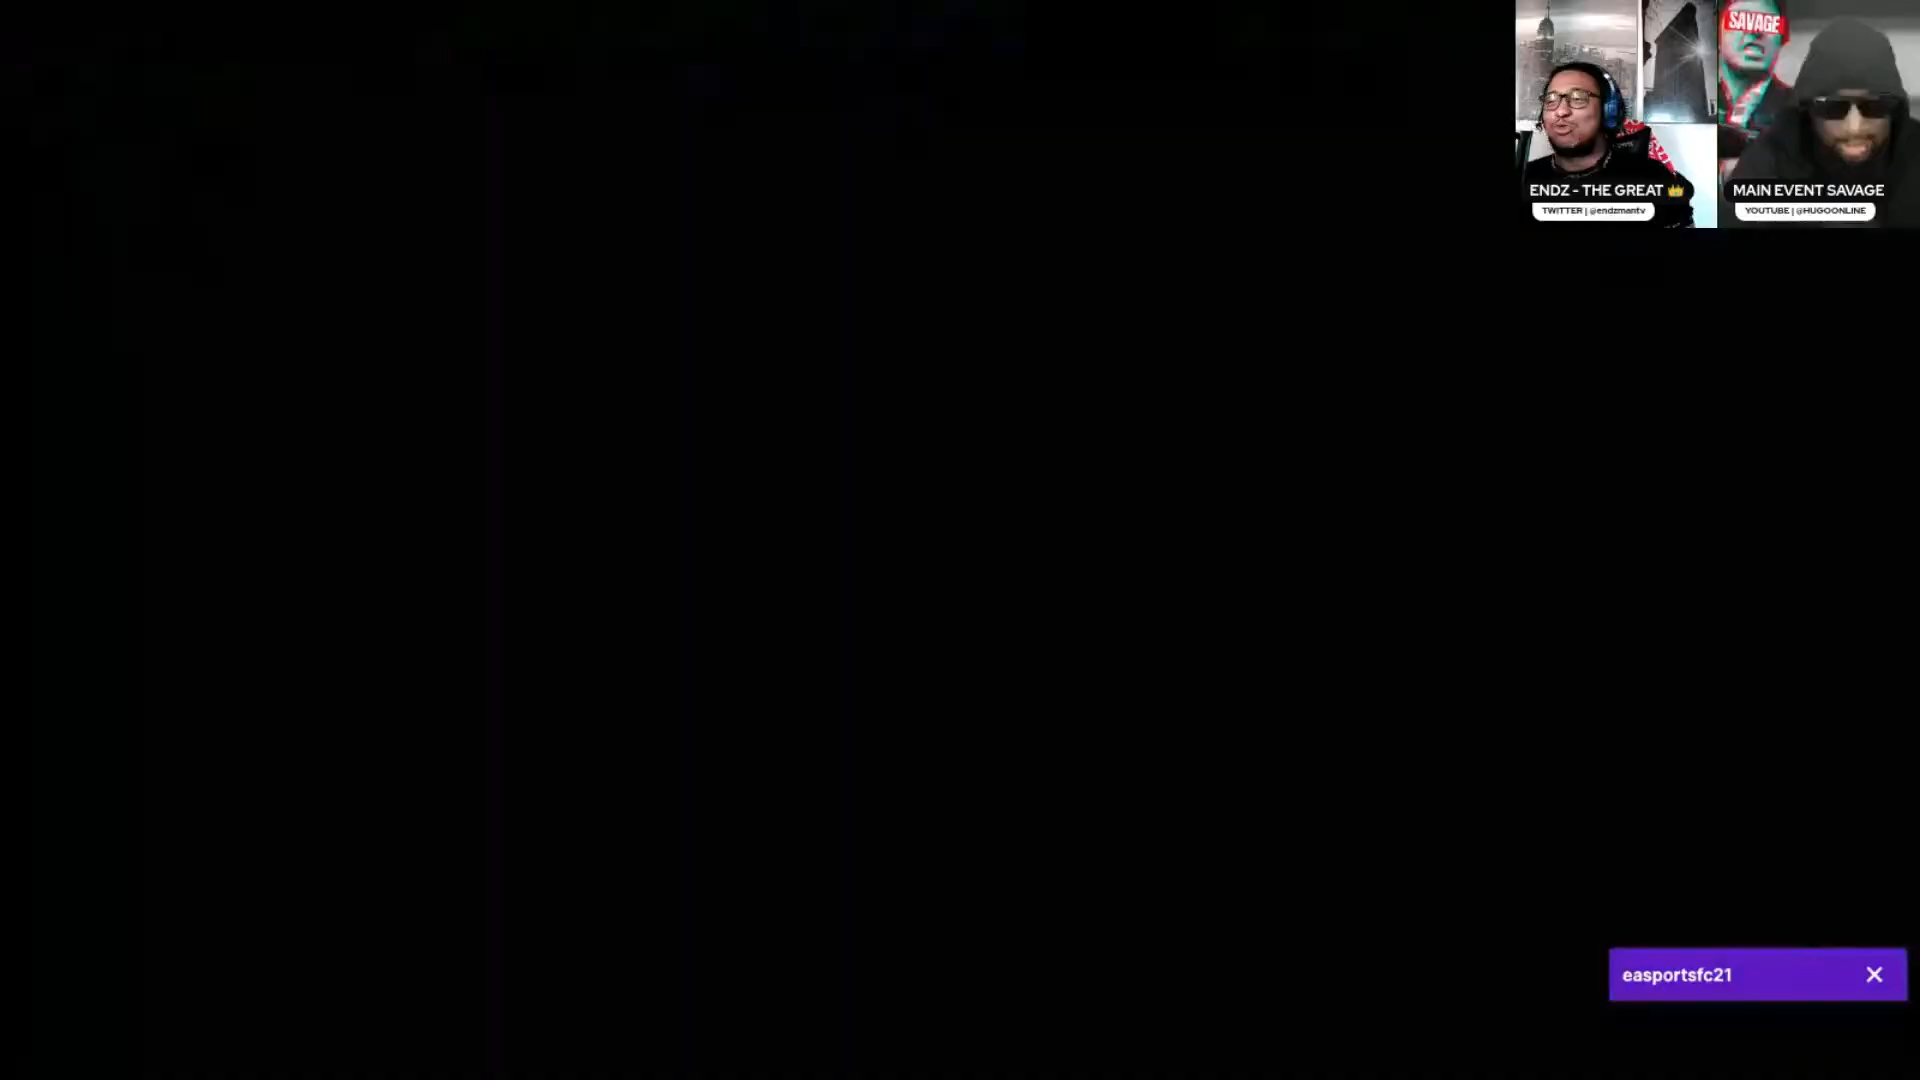 SAVAGE
ENDZ - THE GREAT 👑
TWITTER | @endzmantv
MAIN EVENT SAVAGE
YOUTUBE | @HUGOONLINE
easportsfc21